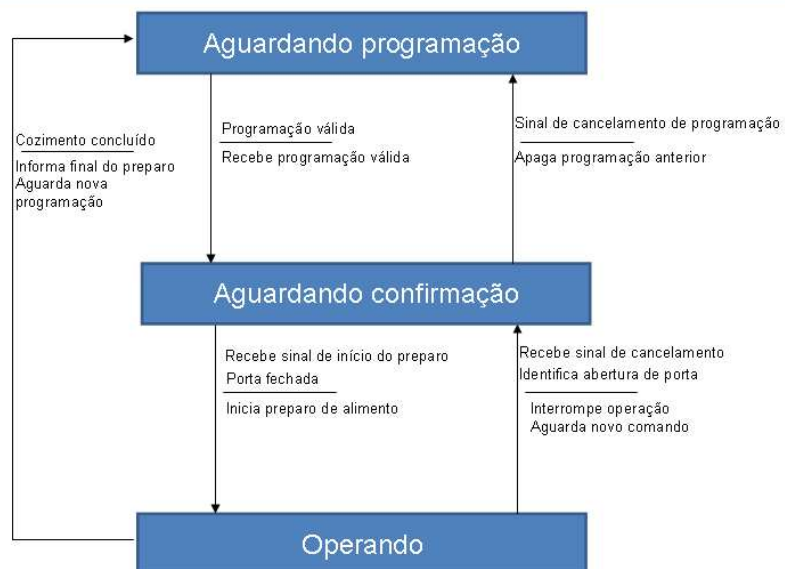 Aguardando programação
Cozimento concluído
Informa final do preparo
Aguarda nova
programação
Programação válida
Recebe programação válida
Sinal de cancelamento de programação
Apaga programação anterior
Aguardando confirmação
Recebe sinal de início do preparo
Porta fechada
Inicia preparo de alimento
Recebe sinal de cancelamento
Identifica abertura de porta
Interrompe operação
Aguarda novo comando
Operando